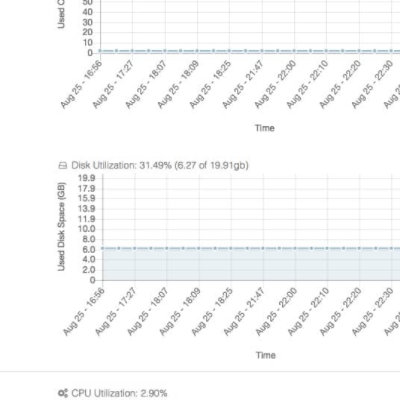 50
40
30
20
10
0
Used C
Aug 25 - 16:56
Aug 25 - 17:27
Aug 25 - 18:07
Aug 25 - 18:09
Aug 25 - 18:25
Aug 25 - 21:47
Aug 25 - 22:00
Aug 25 - 22:10
Aug 25 - 22:20
Aug 25 - 22:30
Aug 2
Time
Disk Utilization: 31.49% (6.27 of 19.91gb)
19.9
17.9
15.9
13.9
11.9
10.0
8.0
6.0
4.0
2.0
0
Used Disk Space (GB)
Aug 25 - 16:56
Aug 25 - 17:27
Aug 25 - 18:07
Aug 25 - 18:09
Aug 25 - 18:25
Aug 25 - 21:47
Aug 25 - 22:00
Aug 25 - 22:10
Aug 25 - 22:20
Aug 25 - 22:30
Aug 2
Time
CPU Utilization: 2.90%